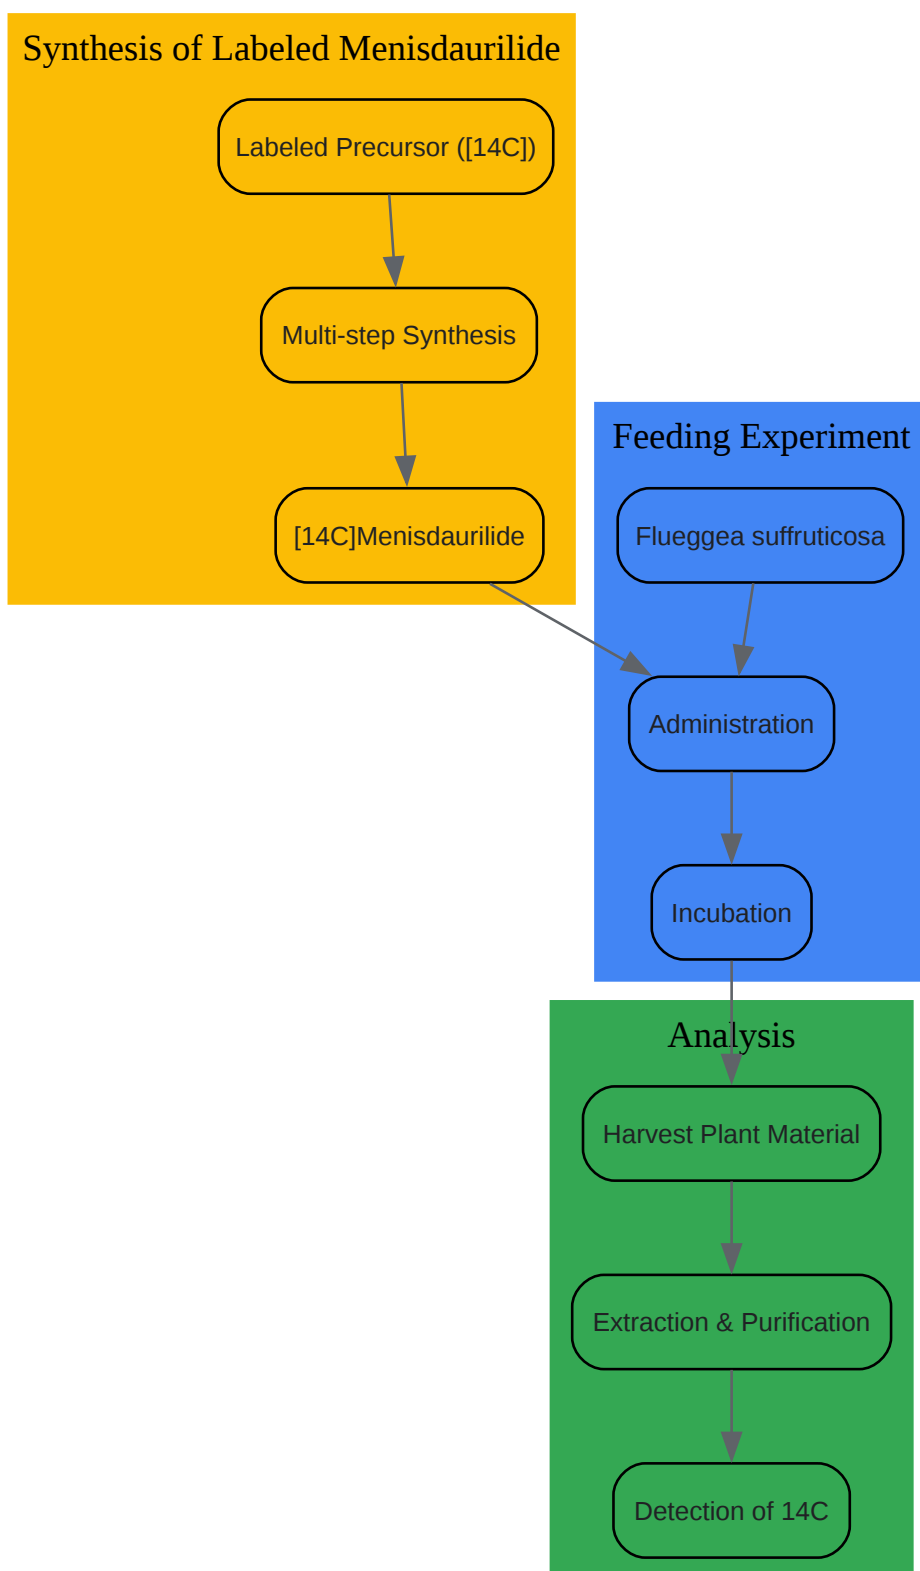 Synthesis of Labeled Menisdaurilide
Labeled Precursor ([14C])
Multi-step Synthesis
[14C]Menisdaurilide
Feeding Experiment
Flueggea suffruticosa
Administration
Incubation
Analysis
Harvest Plant Material
Extraction & Purification
Detection of 14C